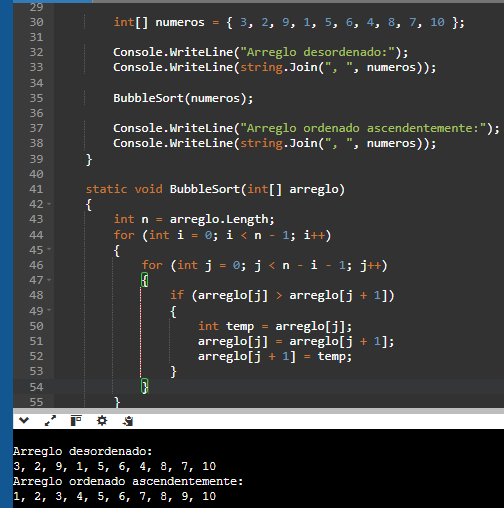 29
30 int[] numeros = { 3, 2, 9, 1, 5, 6, 4, 8, 7, 10 };
31
32 Console.WriteLine("Arreglo desordenado:");
33 Console.WriteLine(string.Join(", ", numeros));
34
35 BubbleSort(numeros);
36
37 Console.WriteLine("Arreglo ordenado ascendentemente:");
38 Console.WriteLine(string.Join(", ", numeros));
39 }
40
41 static void BubbleSort(int[] arreglo)
42 {
43 int n = arreglo.Length;
44 for (int i = 0; i < n - 1; i++)
45 {
46 for (int j = 0; j < n - i - 1; j++)
47 {
48 if (arreglo[j] > arreglo[j + 1])
49 {
50 int temp = arreglo[j];
51 arreglo[j] = arreglo[j + 1];
52 arreglo[j + 1] = temp;
53 }
54 }
55 }
Arreglo desordenado:
3, 2, 9, 1, 5, 6, 4, 8, 7, 10
Arreglo ordenado ascendentemente:
1, 2, 3, 4, 5, 6, 7, 8, 9, 10